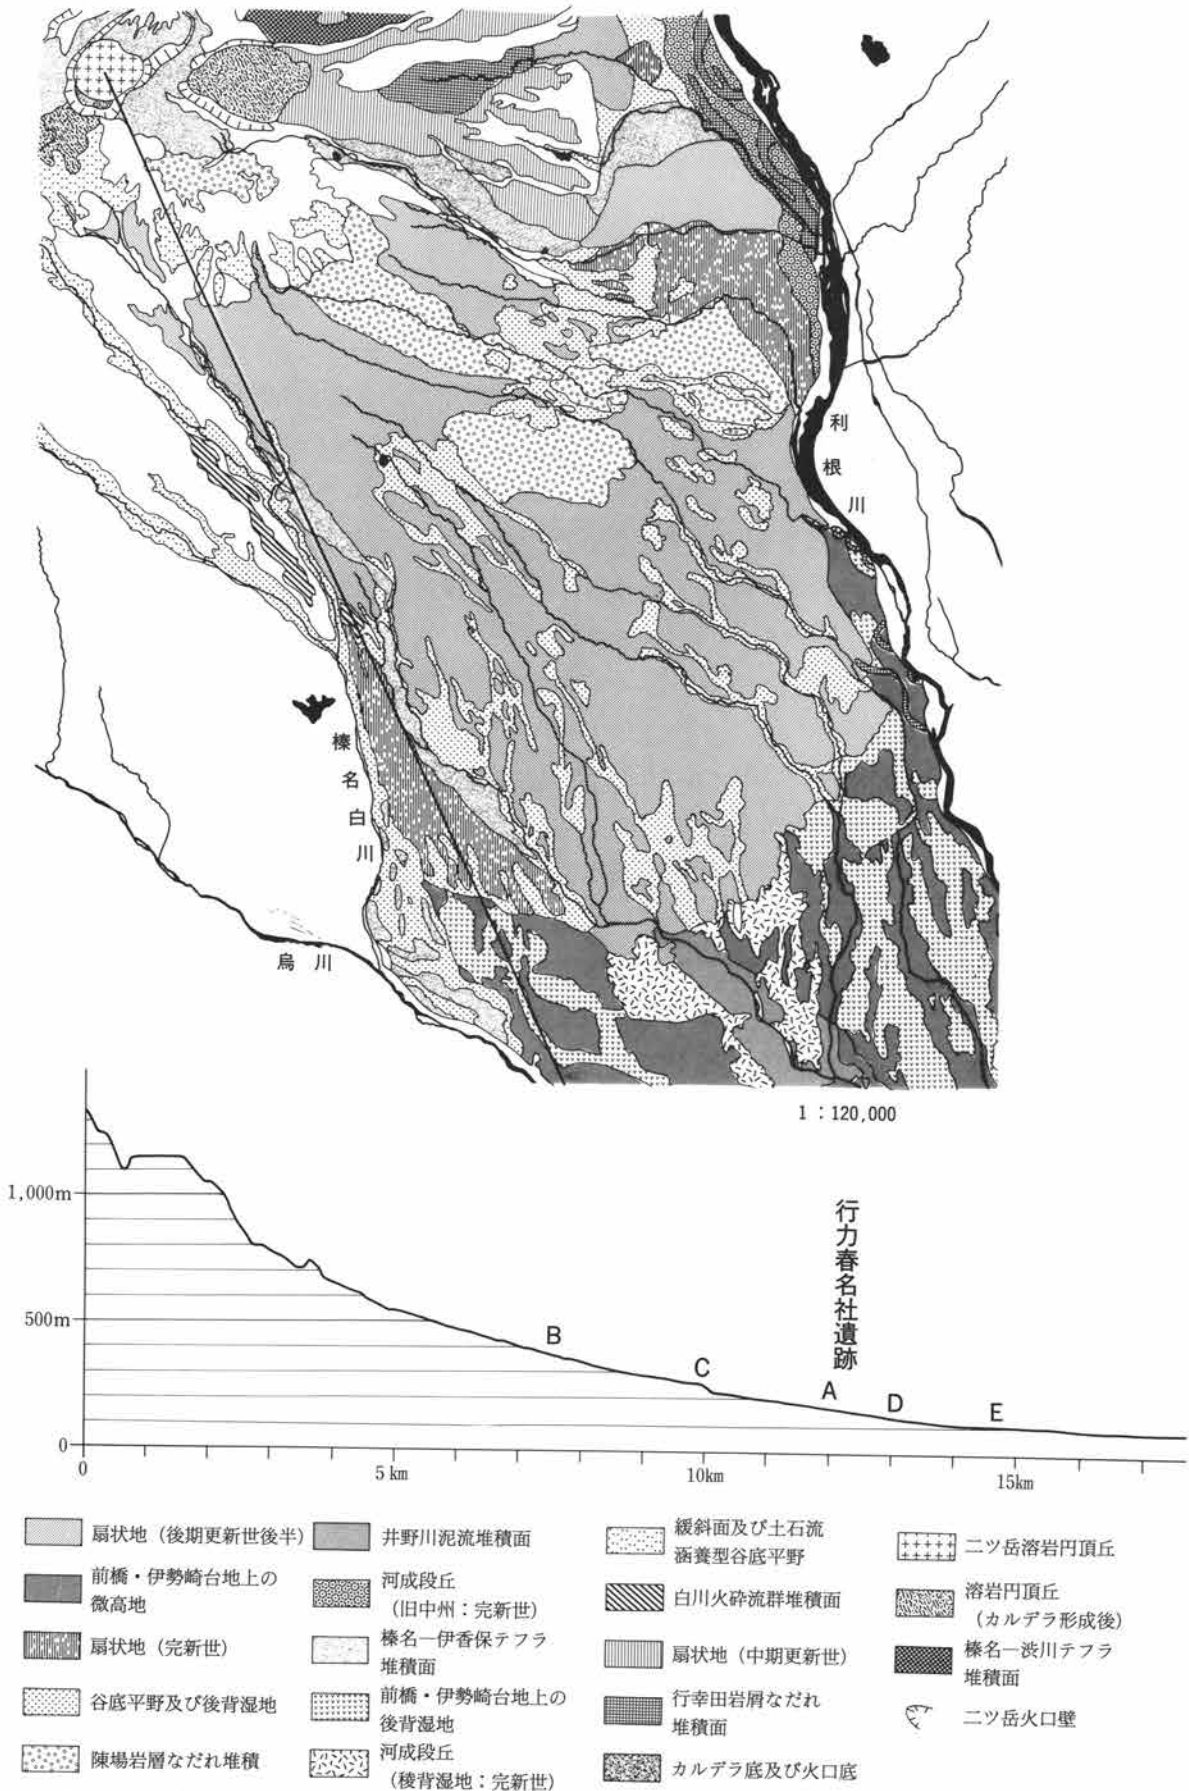 利根川
榛名白川
烏川
1：120,000
1,000m
500m
0
行力春名社遺跡
B
C
A
D
E
0
5km
10km
15km
扇状地（後期更新世後半）
前橋・伊勢崎台地上の
微高地
扇状地（完新世）
谷底平野及び後背湿地
陳場岩層なだれ堆積
井野川泥流堆積面
河成段丘
（旧中州：完新世）
榛名―伊香保テフラ
堆積面
前橋・伊勢崎台地上の
後背湿地
河成段丘
（稜背湿地：完新世）
緩斜面及び土石流
涵養型谷底平野
白川火砕流群堆積面
扇状地（中期更新世）
行幸田岩屑なだれ
堆積面
カルデラ底及び火口底
二ツ岳溶岩円頂丘
溶岩円頂丘
（カルデラ形成後）
榛名―渋川テフラ
堆積面
二ツ岳火口壁